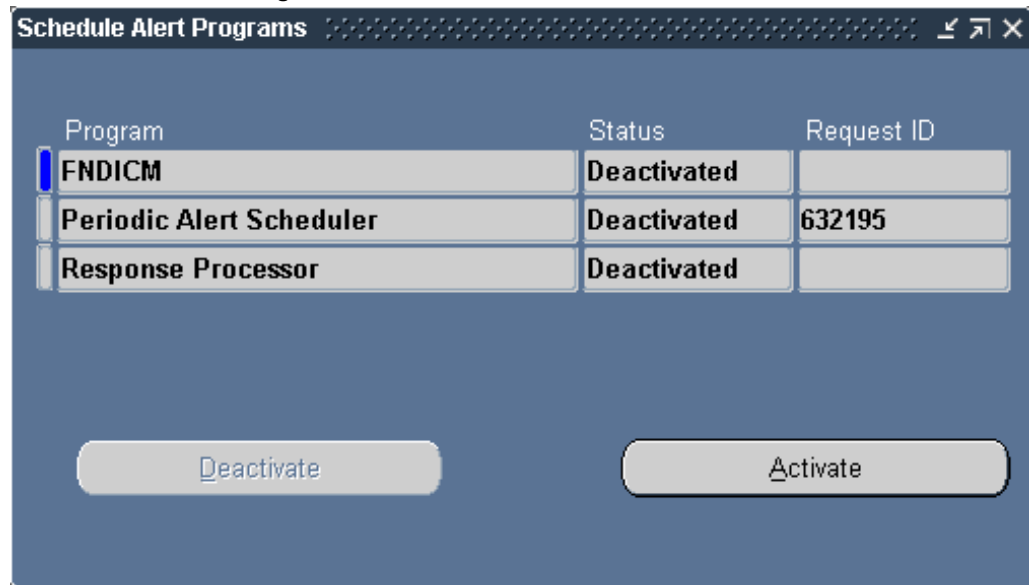 Schedule Alert Programs
Program Status Request ID
FNDICM Deactivated
Periodic Alert Scheduler Deactivated 632195
Response Processor Deactivated
Deactivate Activate